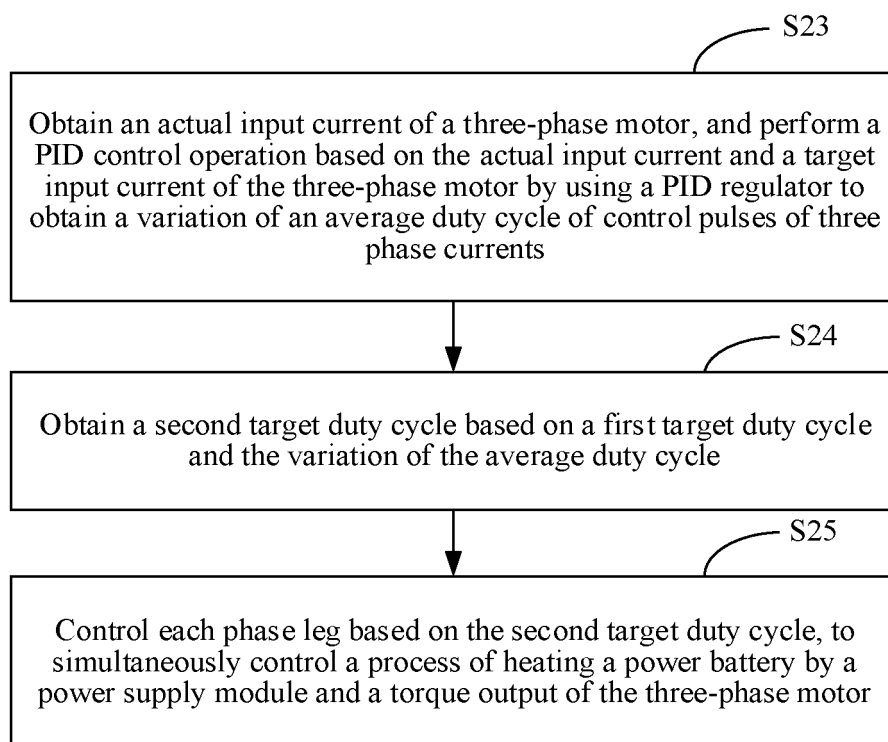 S23
Obtain an actual input current of a three-phase motor, and perform a
PID control operation based on the actual input current and a target
input current of the three-phase motor by using a PID regulator to
obtain a variation of an average duty cycle of control pulses of three
phase currents
S24
Obtain a second target duty cycle based on a first target duty cycle
and the variation of the average duty cycle
S25
Control each phase leg based on the second target duty cycle, to
simultaneously control a process of heating a power battery by a
power supply module and a torque output of the three-phase motor